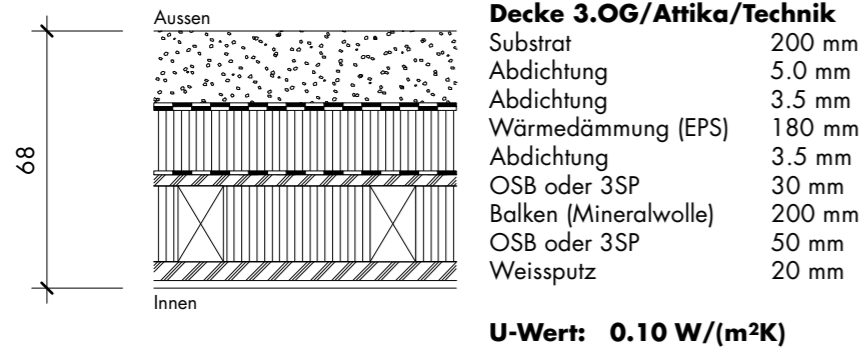 Aussen
68
Innen
Decke 3.OG/Attika/Technik
Substrat 200 mm
Abdichtung 5.0 mm
Abdichtung 3.5 mm
Wärmedämmung (EPS) 180 mm
Abdichtung 3.5 mm
OSB oder 3SP 30 mm
Balken (Mineralwolle) 200 mm
OSB oder 3SP 50 mm
Weissputz 20 mm
U-Wert: 0.10 W/(m²K)